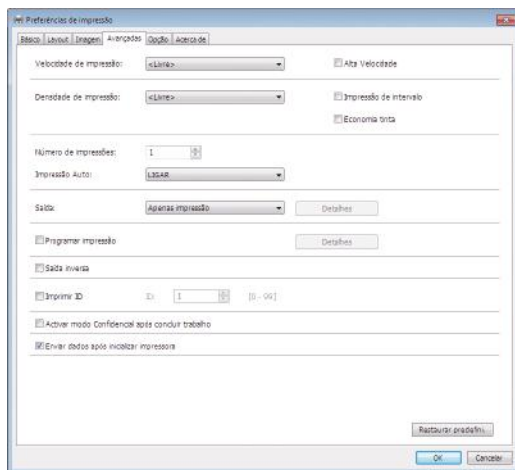 Preferências de impressão
Básico Layout Imagem Avançadas Opção Acerca de
Velocidade de impressão: <Livre> Alta Velocidade
Densidade de impressão: <Livre> Impressão de intervalo
Economia tinta
Número de impressões: 1
Impressão Auto: LIGAR
Saída: Apenas impressão Detalhes
Programar impressão Detalhes
Saída inversa
Imprimir ID ID: 1 [0 - 99]
Activar modo Confidencial após concluir trabalho
Enviar dados após inicializar impressora
Restaurar predefini.
OK Cancelar